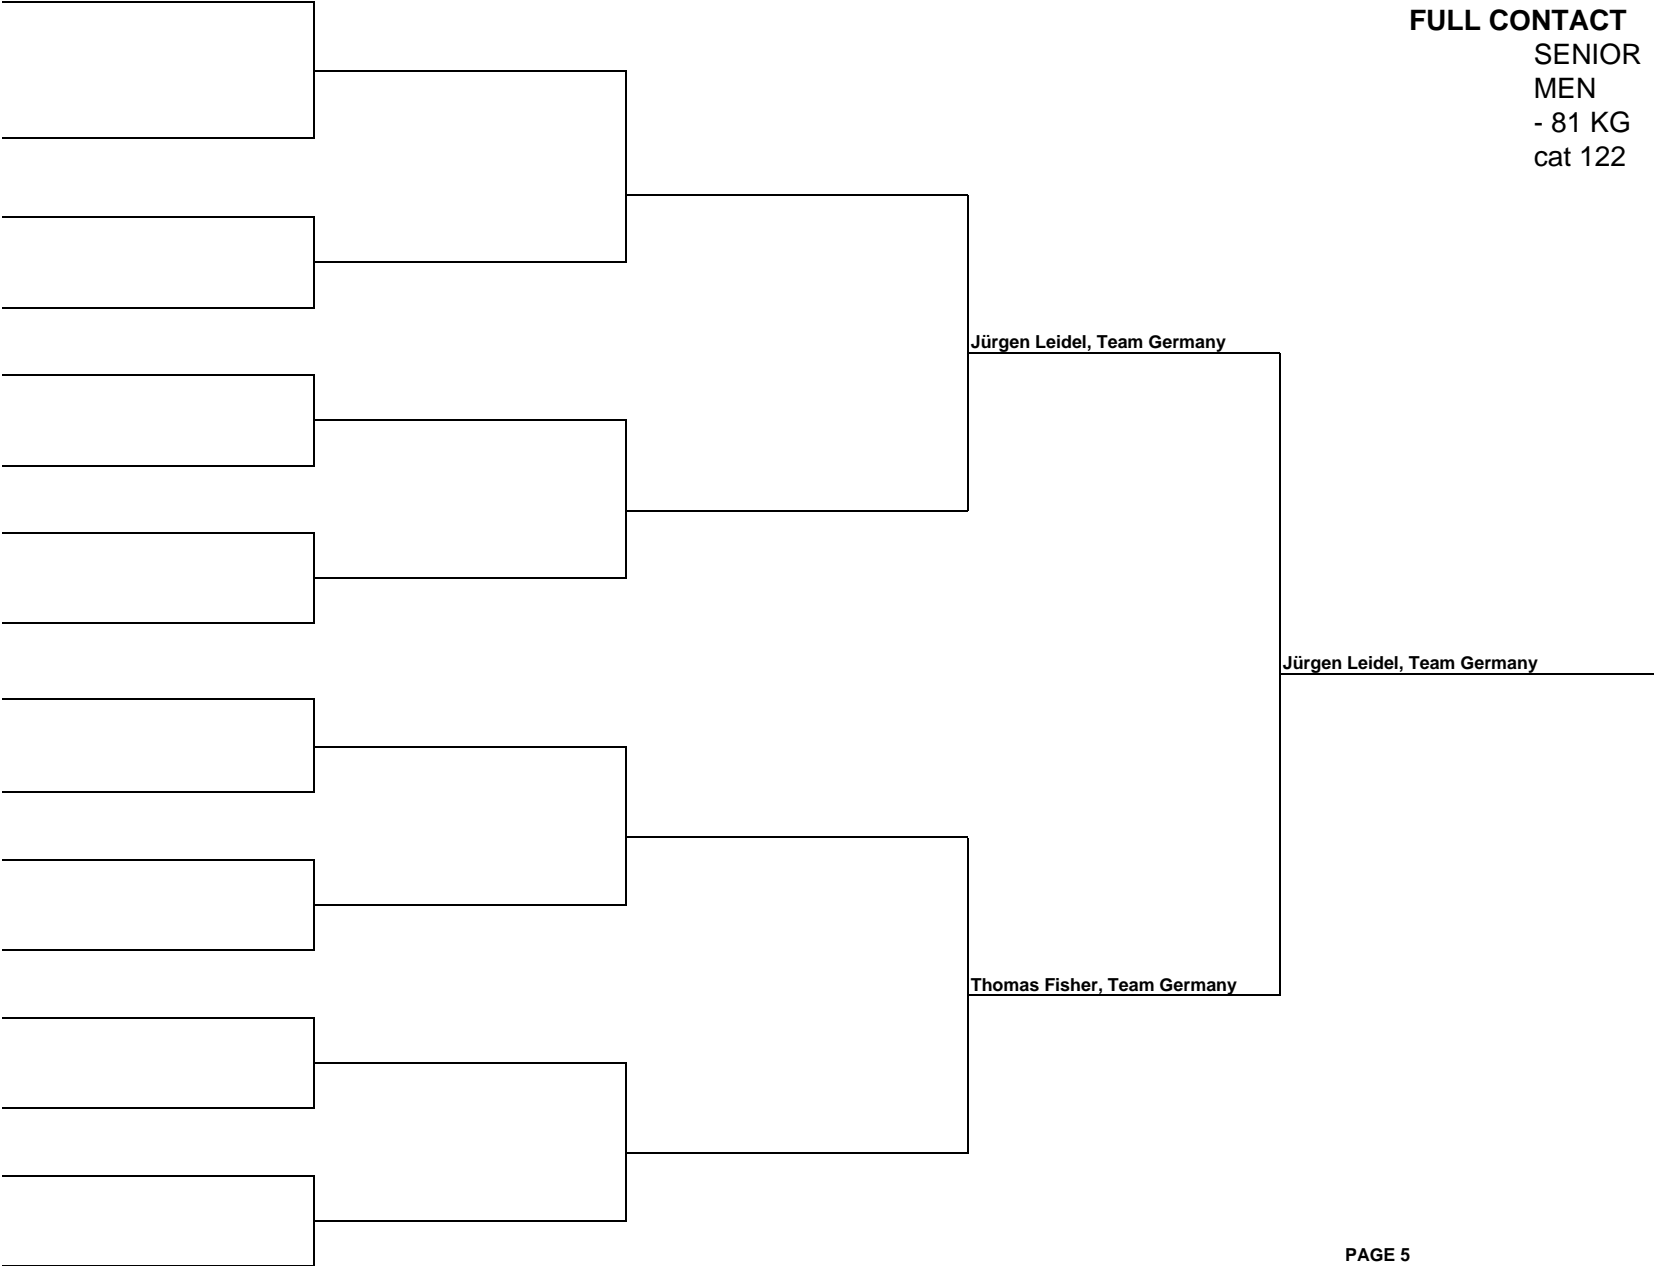 FULL CONTACT
SENIOR
MEN
- 81 KG
cat 122
Jürgen Leidel, Team Germany
Jürgen Leidel, Team Germany
Thomas Fisher, Team Germany
PAGE 5